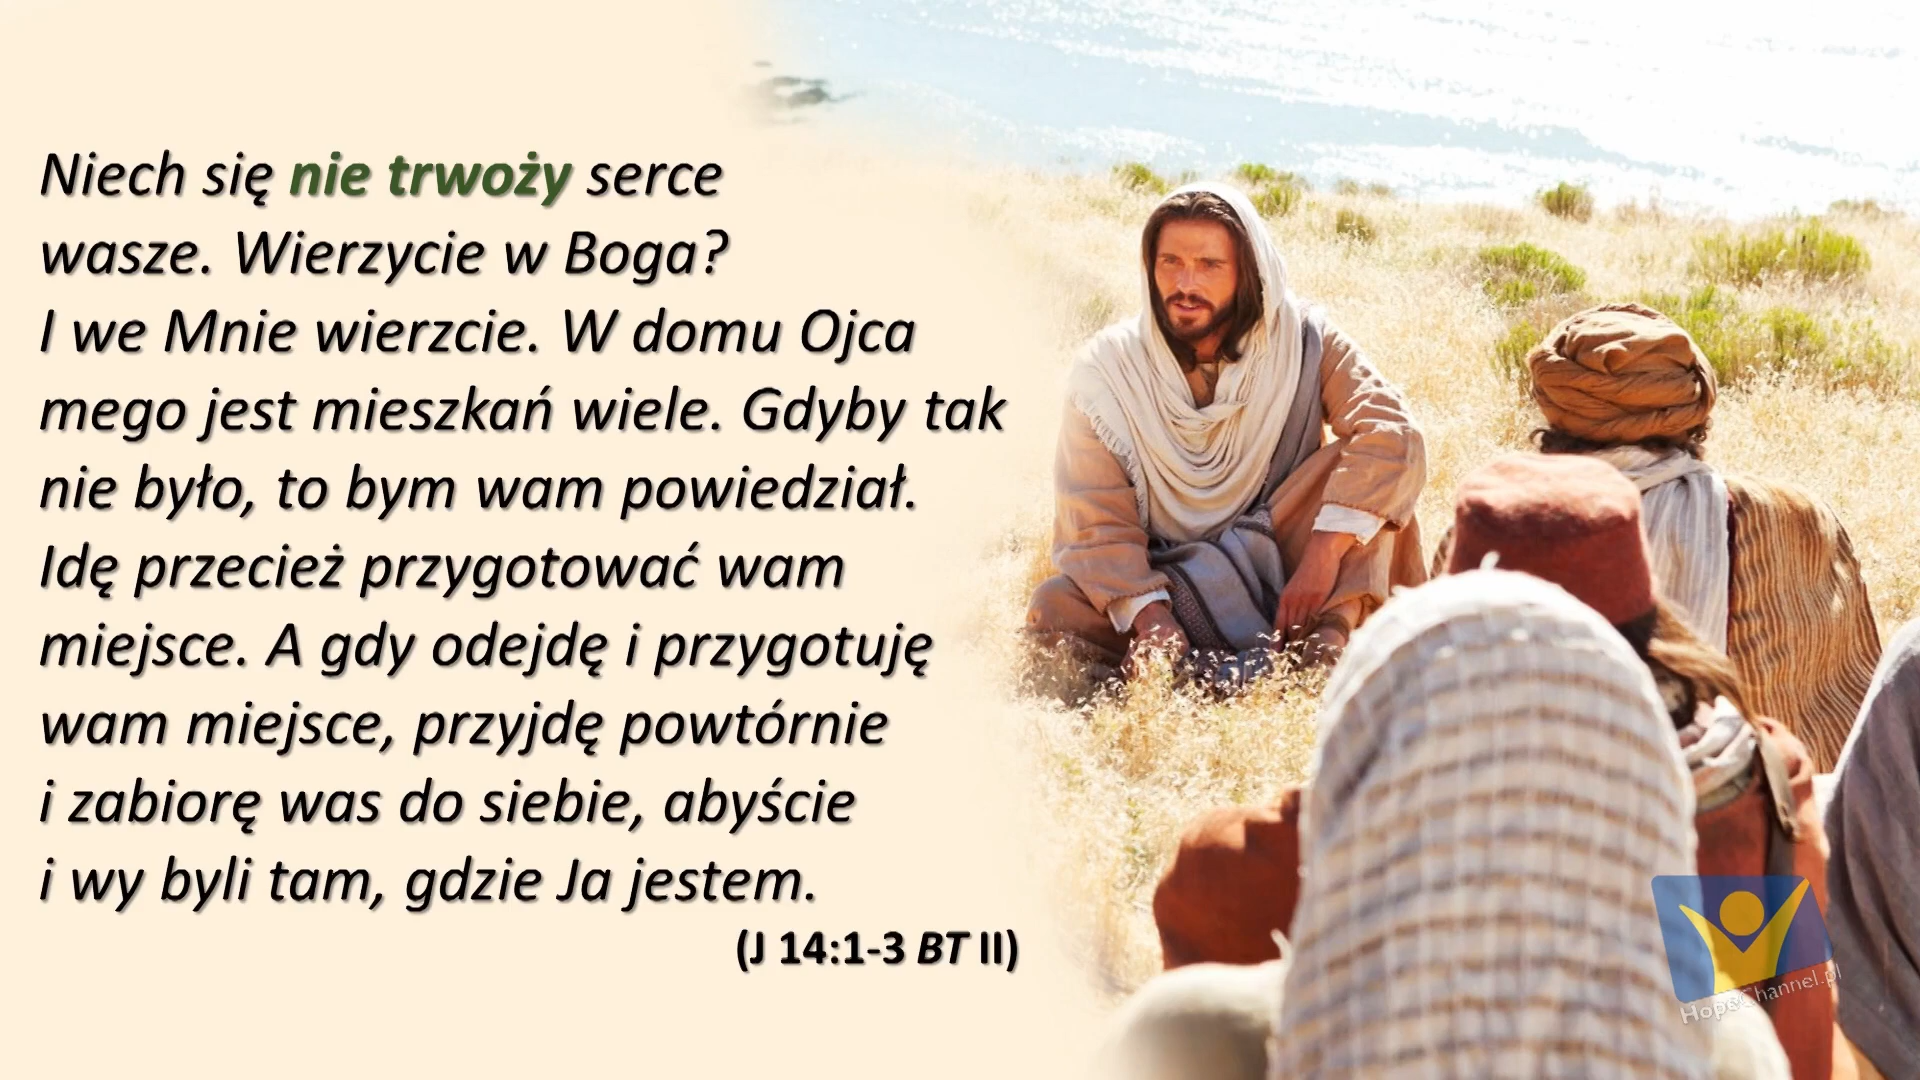 Niech się nie trwoży serce
wasze. Wierzycie w Boga?
I we Mnie wierzcie. W domu Ojca
mego jest mieszkań wiele. Gdyby tak
nie było, to bym wam powiedział.
Idę przecież przygotować wam
miejsce. A gdy odejdę i przygotuję
wam miejsce, przyjdę powtórnie
i zabiorę was do siebie, abyście
i wy byli tam, gdzie Ja jestem.
(J 14:1-3 BT II)
HopeChannel.pl